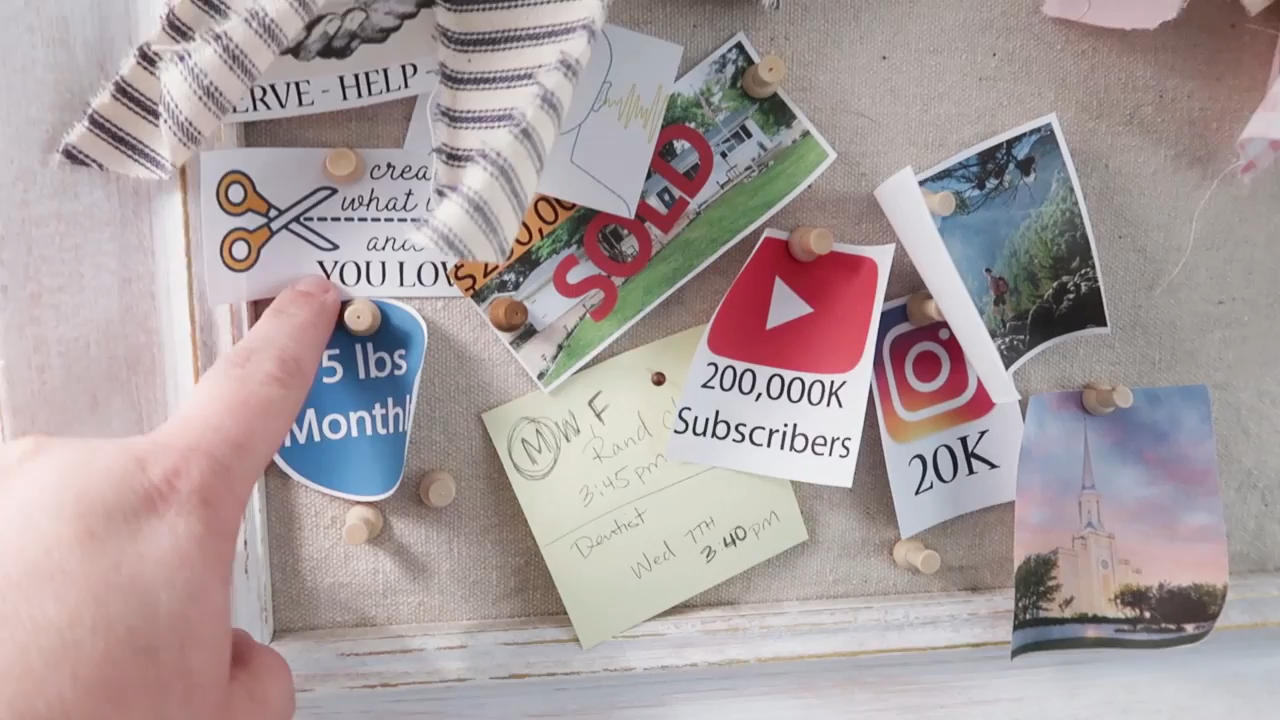 ERVE - HELP -
crea
what i
and
YOU LOV
SOLD
5 lbs
Month
M W, F
Rand
3:45 pm
Dentist
Wed 7TH
3:40 pm
200,000K
Subscribers
20K